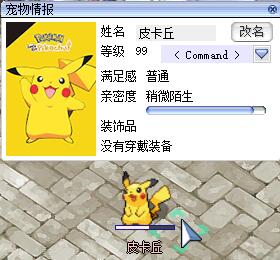 宠物情报
Pokémon
Pikachu!
姓名 皮卡丘 改名
等级 99 < Command >
满足感 普通
亲密度 稍微陌生
装饰品
没有穿戴装备
皮卡丘